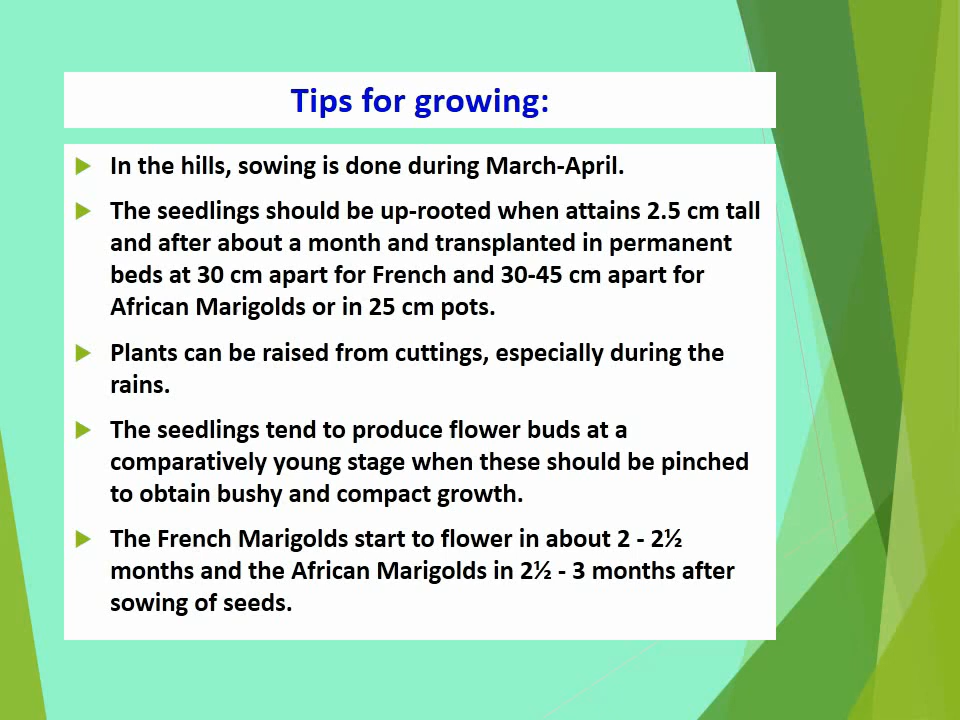 Tips for growing:
In the hills, sowing is done during March-April.
The seedlings should be up-rooted when attains 2.5 cm tall
and after about a month and transplanted in permanent
beds at 30 cm apart for French and 30-45 cm apart for
African Marigolds or in 25 cm pots.
Plants can be raised from cuttings, especially during the
rains.
The seedlings tend to produce flower buds at a
comparatively young stage when these should be pinched
to obtain bushy and compact growth.
The French Marigolds start to flower in about 2 - 2½
months and the African Marigolds in 2½ - 3 months after
sowing of seeds.